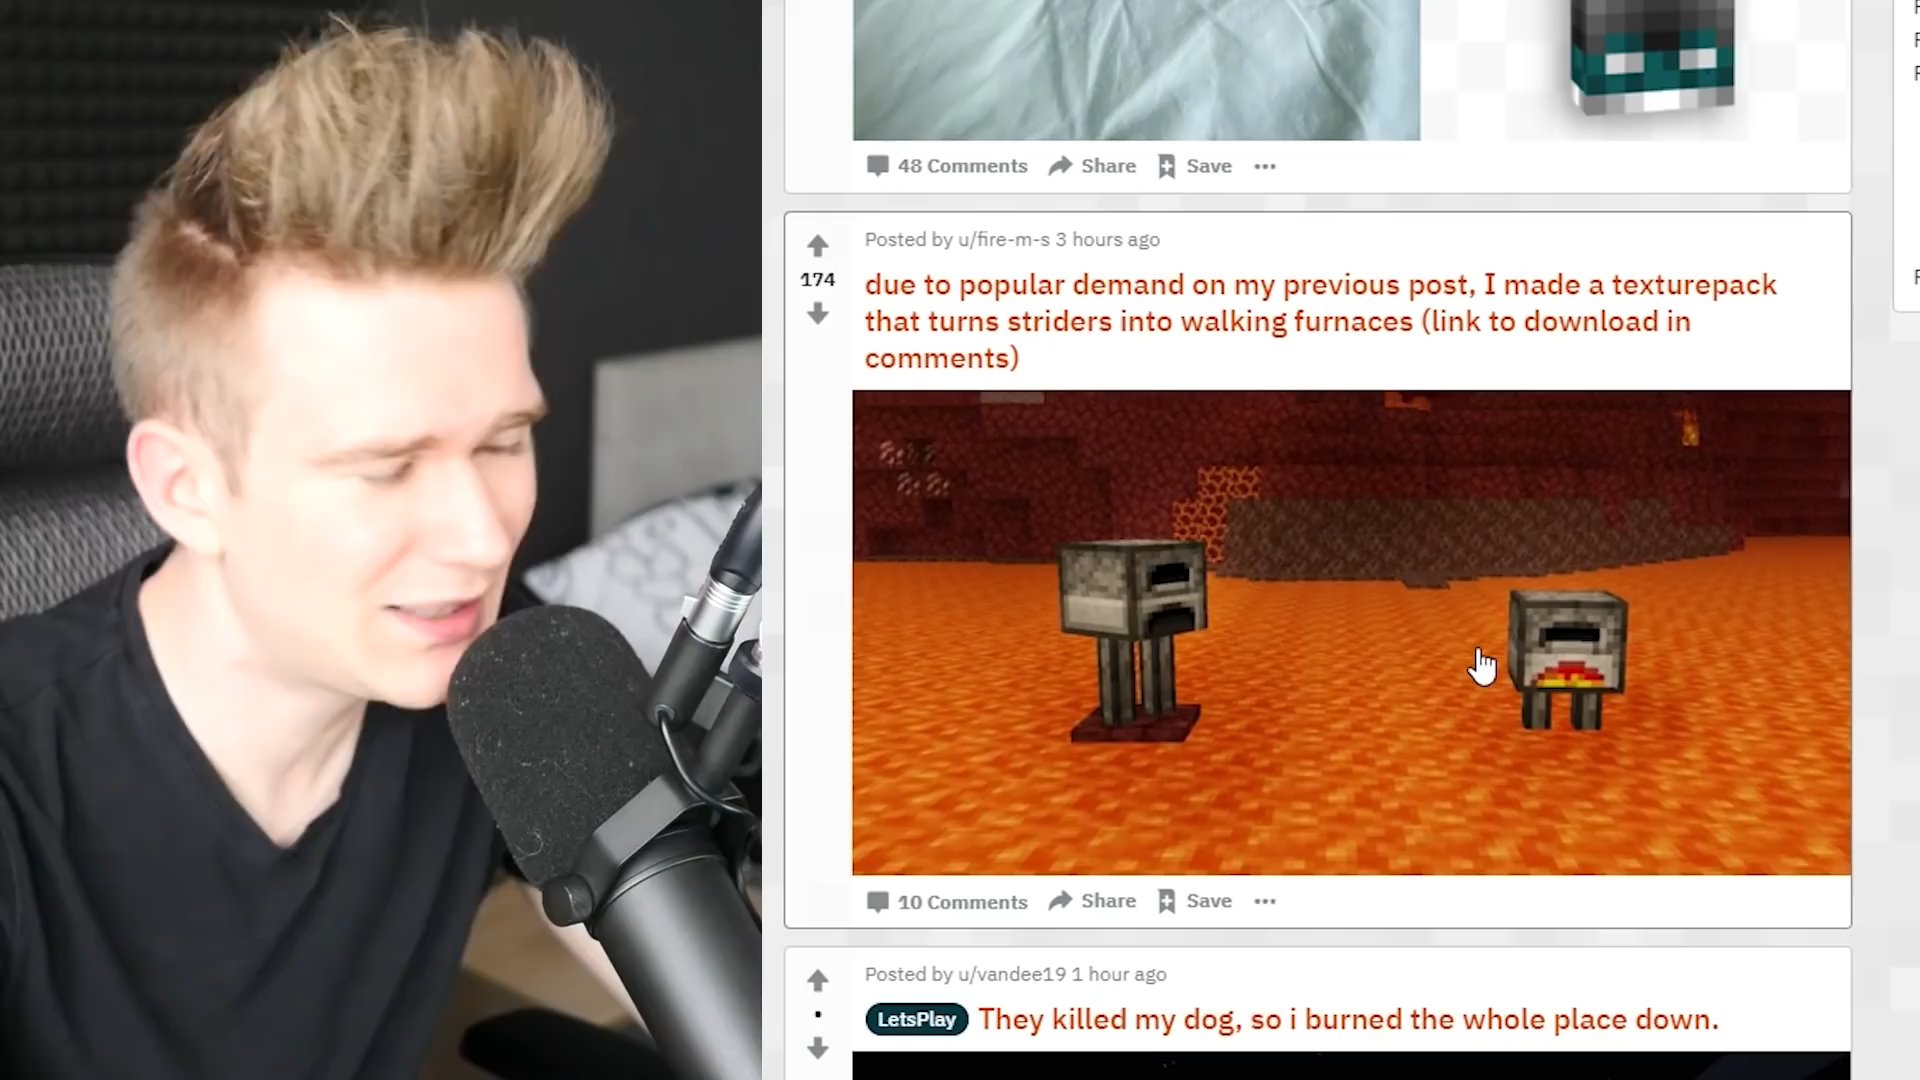 48 Comments Share Save
Posted by u/fire-m-s 3 hours ago
174
due to popular demand on my previous post, I made a texturepack
that turns striders into walking furnaces (link to download in
comments)
10 Comments Share Save
Posted by u/vandee19 1 hour ago
LetsPlay They killed my dog, so i burned the whole place down.